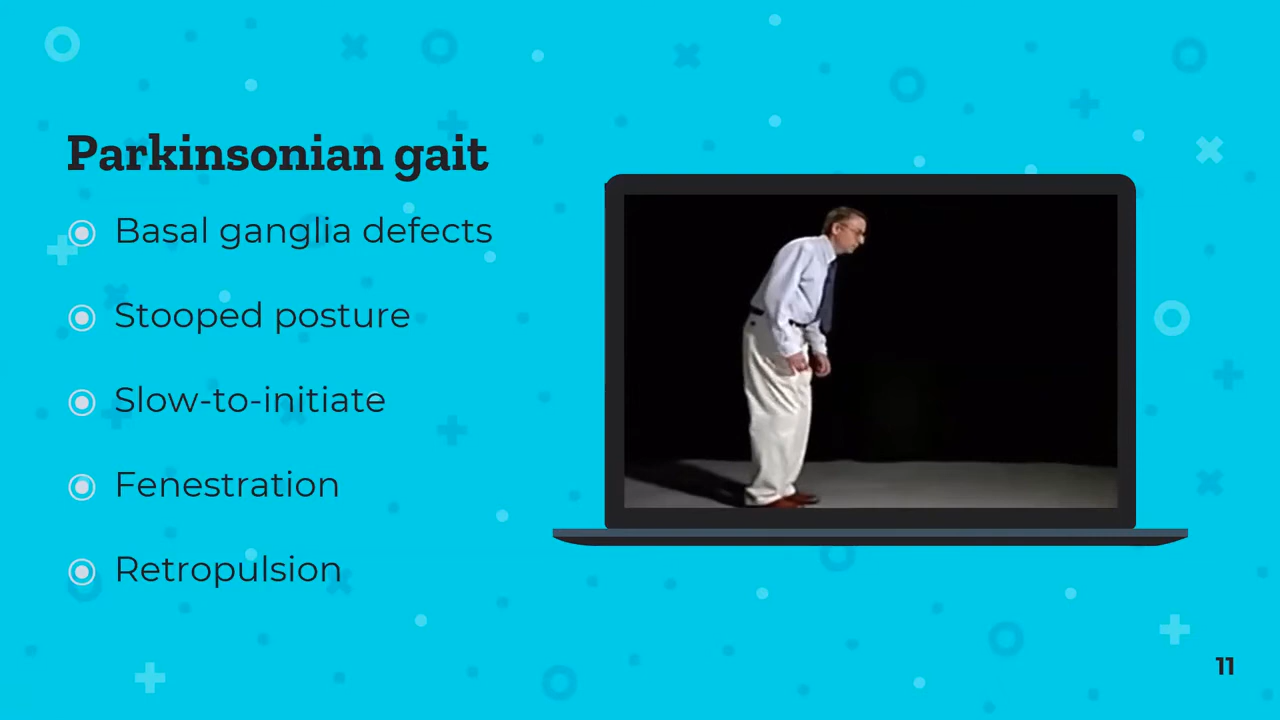 Parkinsonian gait
Basal ganglia defects
Stooped posture
Slow-to-initiate
Fenestration
Retropulsion
11